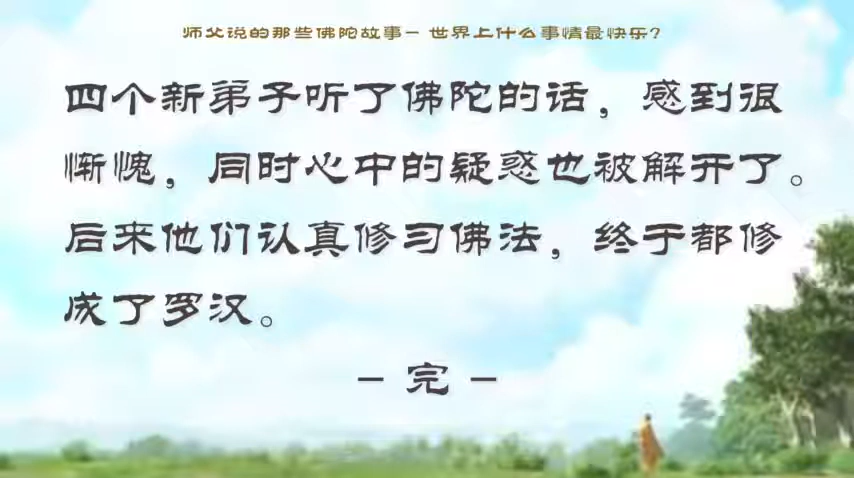 师父说的那些佛陀故事- 世界上什么事情最快乐?
四个新弟子听了佛陀的话，感到很
惭愧，同时心中的疑惑也被解开了。
后来他们认真修习佛法，终于都修
成了罗汉。
- 完 -